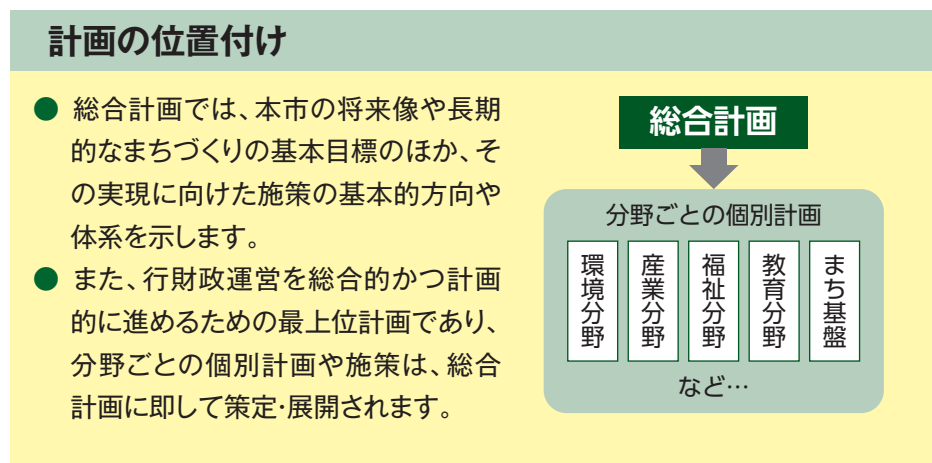 計画の位置付け
● 総合計画では、本市の将来像や長期
的なまちづくりの基本目標のほか、そ
の実現に向けた施策の基本的方向や
体系を示します。
● また、行財政運営を総合的かつ計画
的に進めるための最上位計画であり、
分野ごとの個別計画や施策は、総合
計画に即して策定・展開されます。
総合計画
分野ごとの個別計画
環境分野
産業分野
福祉分野
教育分野
まち基盤
など…